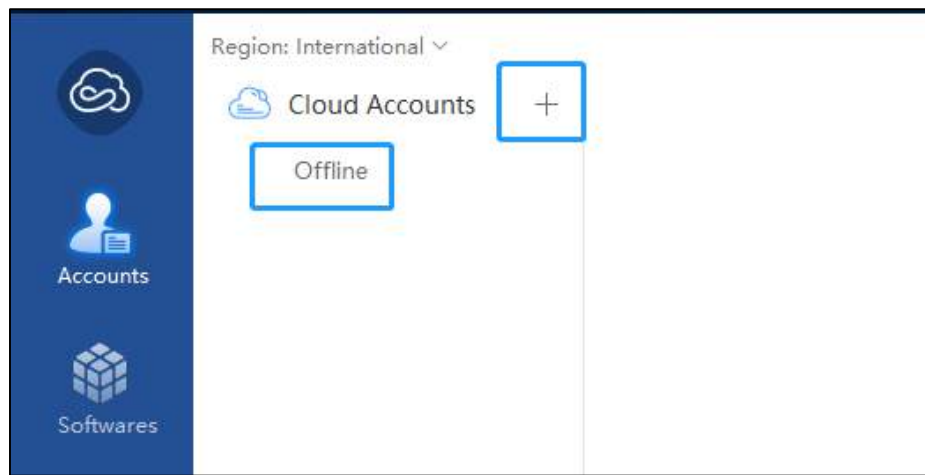 Region: International
Cloud Accounts
Offline
Accounts
Softwares